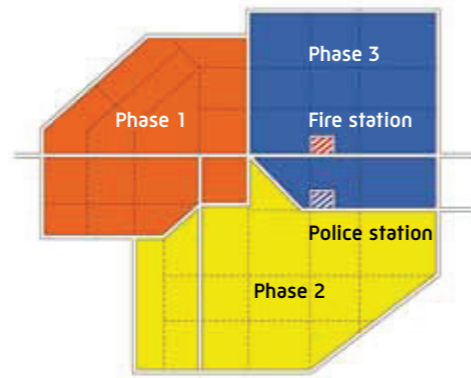 Phase 3
Phase 1
Fire station
Police station
Phase 2